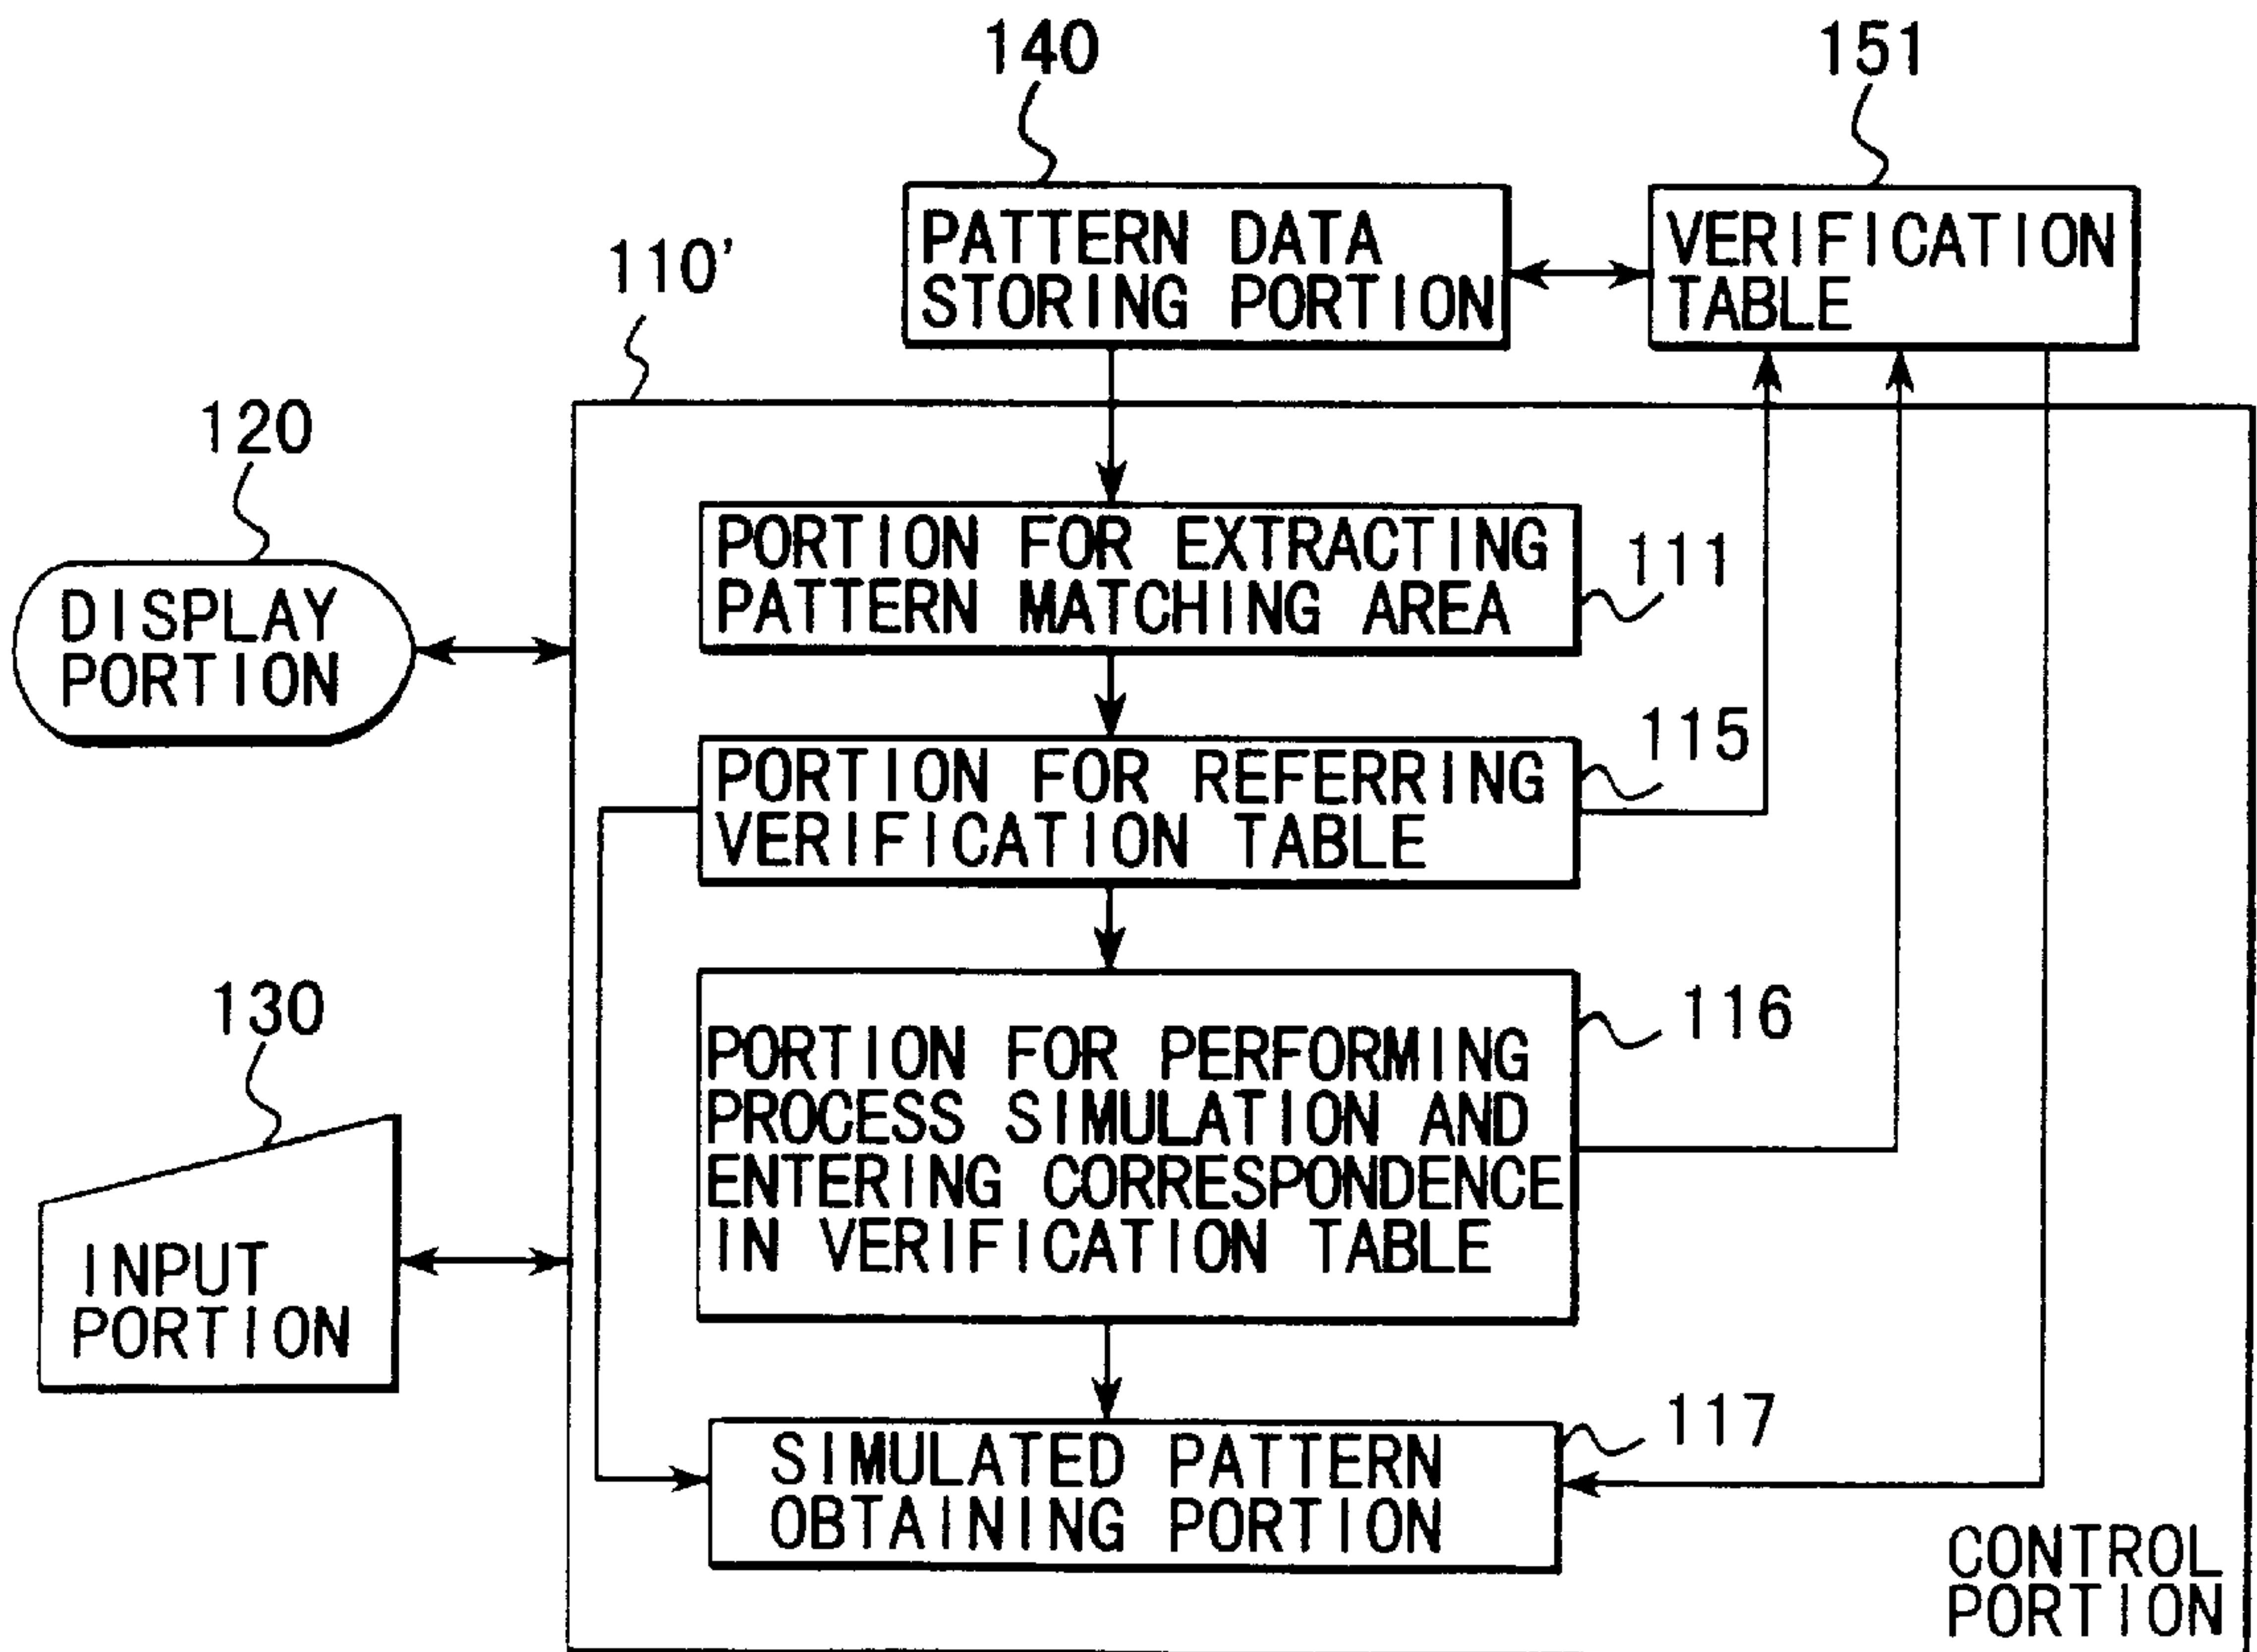 140
151
PATTERN DATA
STORING PORTION
VERIFICATION
TABLE
110'
120
DISPLAY
PORTION
PORTION FOR EXTRACTING
PATTERN MATCHING AREA
111
PORTION FOR REFERRING
VERIFICATION TABLE
115
130
INPUT
PORTION
PORTION FOR PERFORMING
PROCESS SIMULATION AND
ENTERING CORRESPONDENCE
IN VERIFICATION TABLE
116
SIMULATED PATTERN
OBTAINING PORTION
117
CONTROL
PORTION